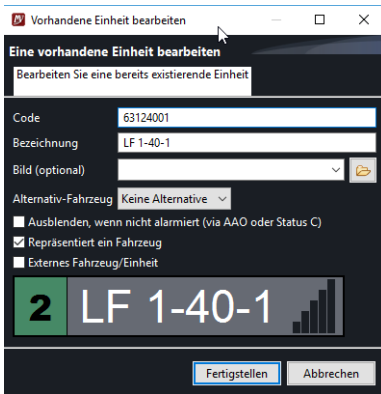 Vorhandene Einheit bearbeiten
Eine vorhandene Einheit bearbeiten
Bearbeiten Sie eine bereits existierende Einheit
Code 63124001
Bezeichnung LF 1-40-1
Bild (optional)
Alternativ-Fahrzeug Keine Alternative
Ausblenden, wenn nicht alarmiert (via AAO oder Status C)
Repräsentiert ein Fahrzeug
Externes Fahrzeug/Einheit
2 LF 1-40-1
Fertigstellen Abbrechen